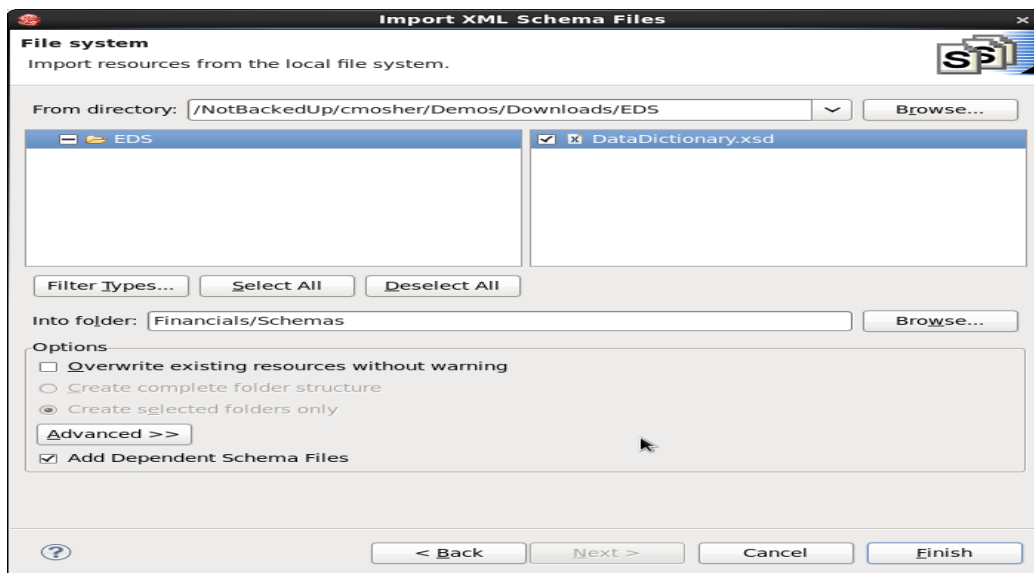 Import XML Schema Files
File system
Import resources from the local file system.
From directory: /NotBackedUp/cmosher/Demos/Downloads/EDS Browse...
EDS DataDictionary.xsd
Filter Types... Select All Deselect All
Into folder: Financials/Schemas Browse...
Options
Overwrite existing resources without warning
Create complete folder structure
Create selected folders only
Advanced >>
Add Dependent Schema Files
? < Back Next > Cancel Finish